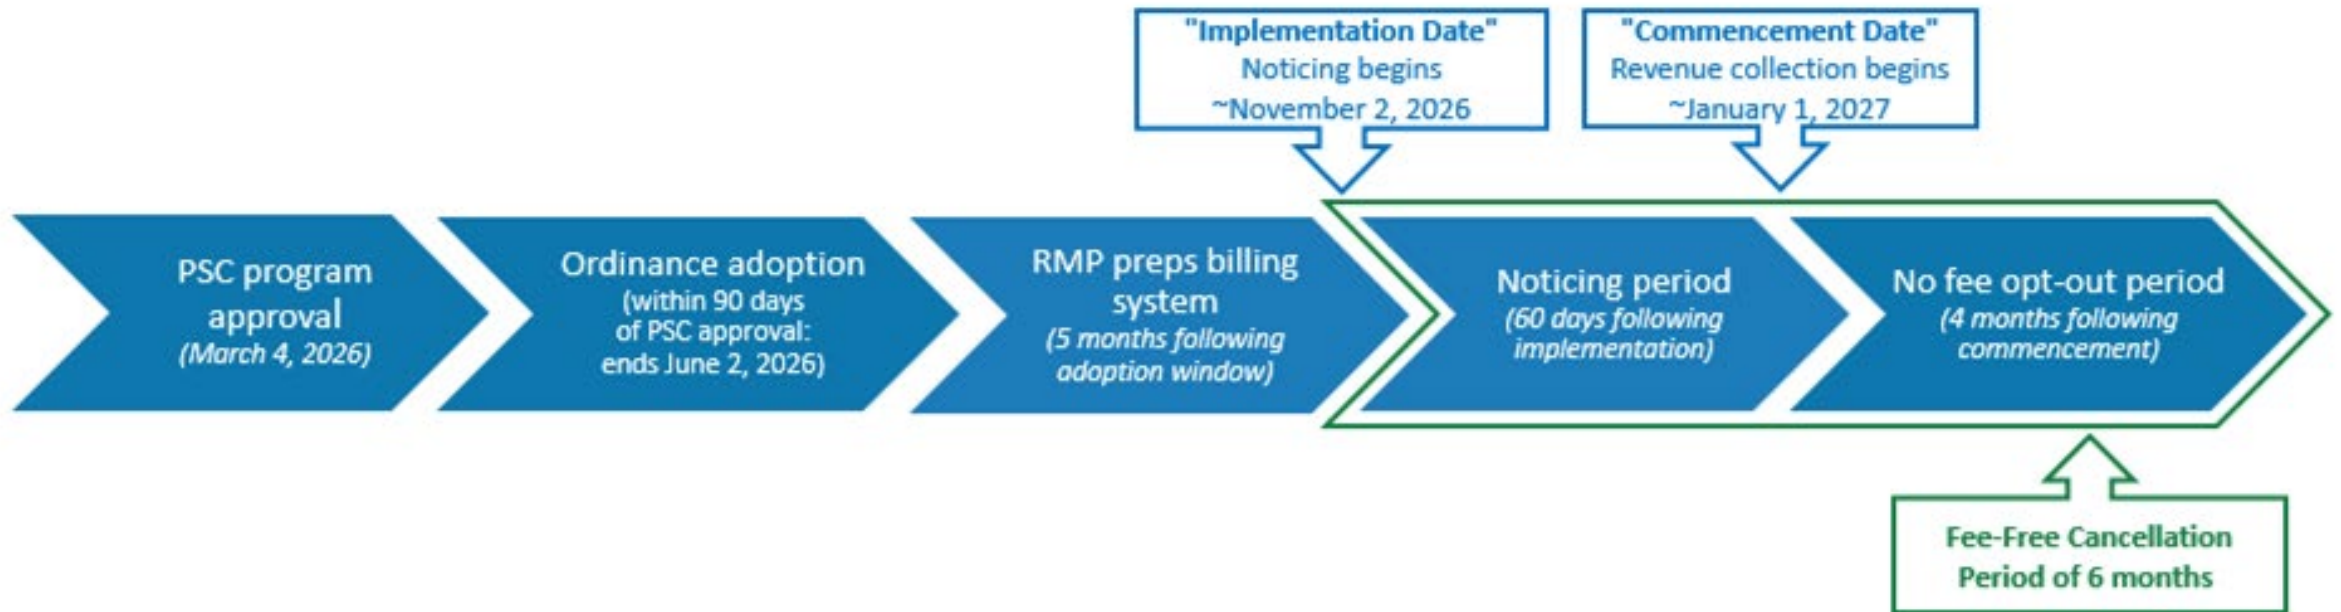 "Implementation Date"
Noticing begins
~November 2, 2026
"Commencement Date"
Revenue collection begins
~January 1, 2027
PSC program
approval
(March 4, 2026)
Ordinance adoption
(within 90 days
of PSC approval:
ends June 2, 2026)
RMP preps billing
system
(5 months following
adoption window)
Noticing period
(60 days following
implementation)
No fee opt-out period
(4 months following
commencement)
Fee-Free Cancellation
Period of 6 months